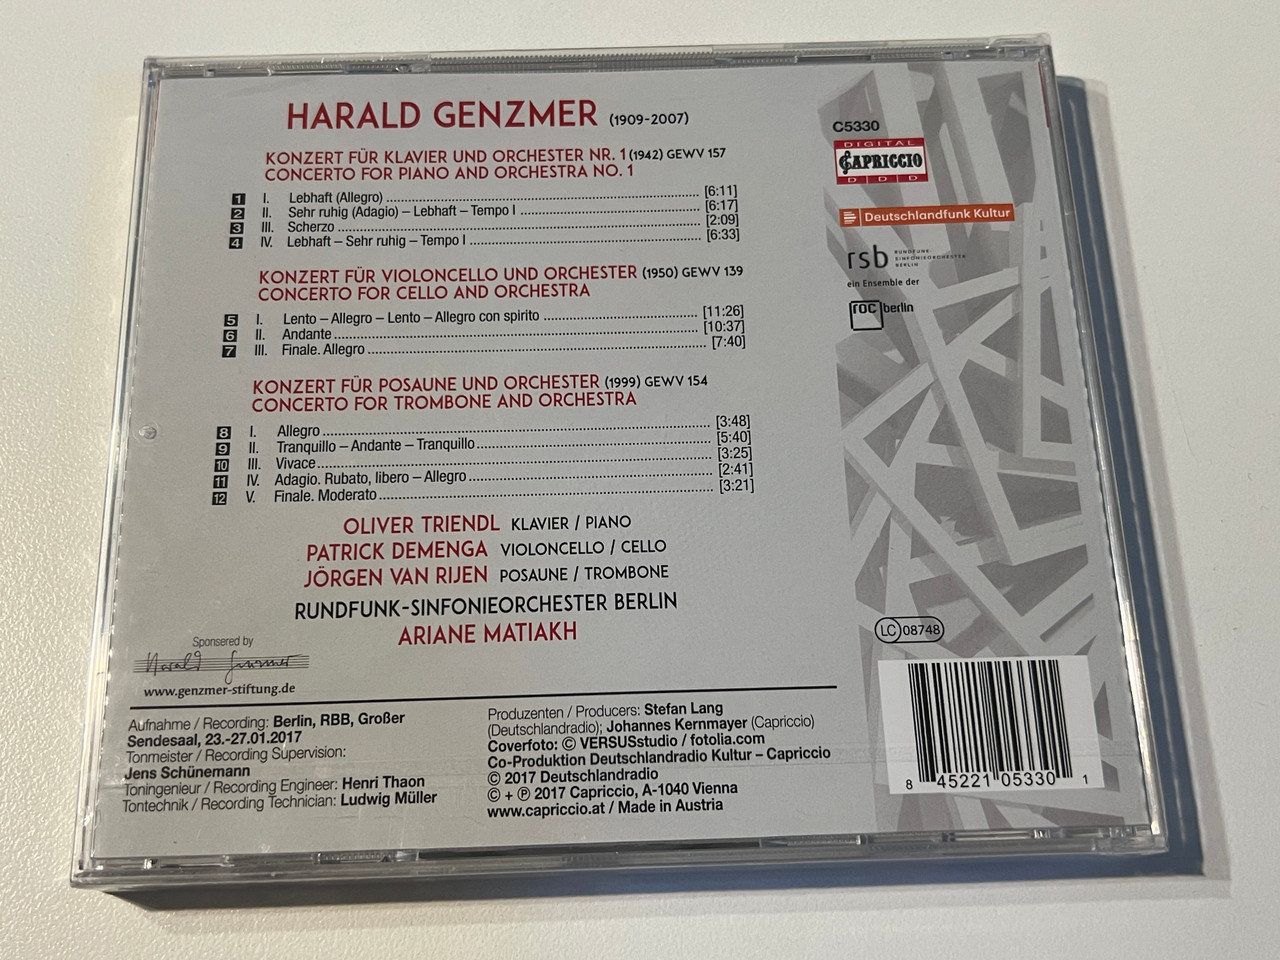 HARALD GENZMER (1909-2007)
KONZERT FÜR KLAVIER UND ORCHESTER NR. 1 (1942) GEWV 157
CONCERTO FOR PIANO AND ORCHESTRA NO. 1
1 I. Lebhaft (Allegro) [6:11]
2 II. Sehr ruhig (Adagio) – Lebhaft – Tempo I [6:17]
3 III. Scherzo [2:09]
4 IV. Lebhaft – Sehr ruhig – Tempo I [6:33]
KONZERT FÜR VIOLONCELLO UND ORCHESTER (1950) GEWV 139
CONCERTO FOR CELLO AND ORCHESTRA
5 I. Lento – Allegro – Lento – Allegro con spirito [11:26]
6 II. Andante [10:37]
7 III. Finale. Allegro [7:40]
KONZERT FÜR POSAUNE UND ORCHESTER (1999) GEWV 154
CONCERTO FOR TROMBONE AND ORCHESTRA
8 I. Allegro [3:48]
9 II. Tranquillo – Andante – Tranquillo [5:40]
10 III. Vivace [3:25]
11 IV. Adagio. Rubato, libero – Allegro [2:41]
12 V. Finale. Moderato [3:21]
OLIVER TRIENDL KLAVIER / PIANO
PATRICK DEMENGA VIOLONCELLO / CELLO
JÖRGEN VAN RIJEN POSAUNE / TROMBONE
RUNDFUNK-SINFONIEORCHESTER BERLIN
ARIANE MATIAKH
Sponsered by
Harald Genzmer
www.genzmer-stiftung.de
Aufnahme / Recording: Berlin, RBB, Großer
Sendesaal, 23.-27.01.2017
Tonmeister / Recording Supervision:
Jens Schünemann
Toningenieur / Recording Engineer: Henri Thaon
Tontechnik / Recording Technician: Ludwig Müller
Produzenten / Producers: Stefan Lang
(Deutschlandradio); Johannes Kernmayer (Capriccio)
Coverfoto: © VERSUSstudio / fotolia.com
Co-Produktion Deutschlandradio Kultur – Capriccio
© 2017 Deutschlandradio
© + ℗ 2017 Capriccio, A-1040 Vienna
www.capriccio.at / Made in Austria
C5330
DIGITAL
CAPRICCIO
D D D
Deutschlandfunk Kultur
rsb RUNDFUNK-
SINFONIEORCHESTER
BERLIN
ein Ensemble der
roc berlin
LC 08748
8 45221 05330 1